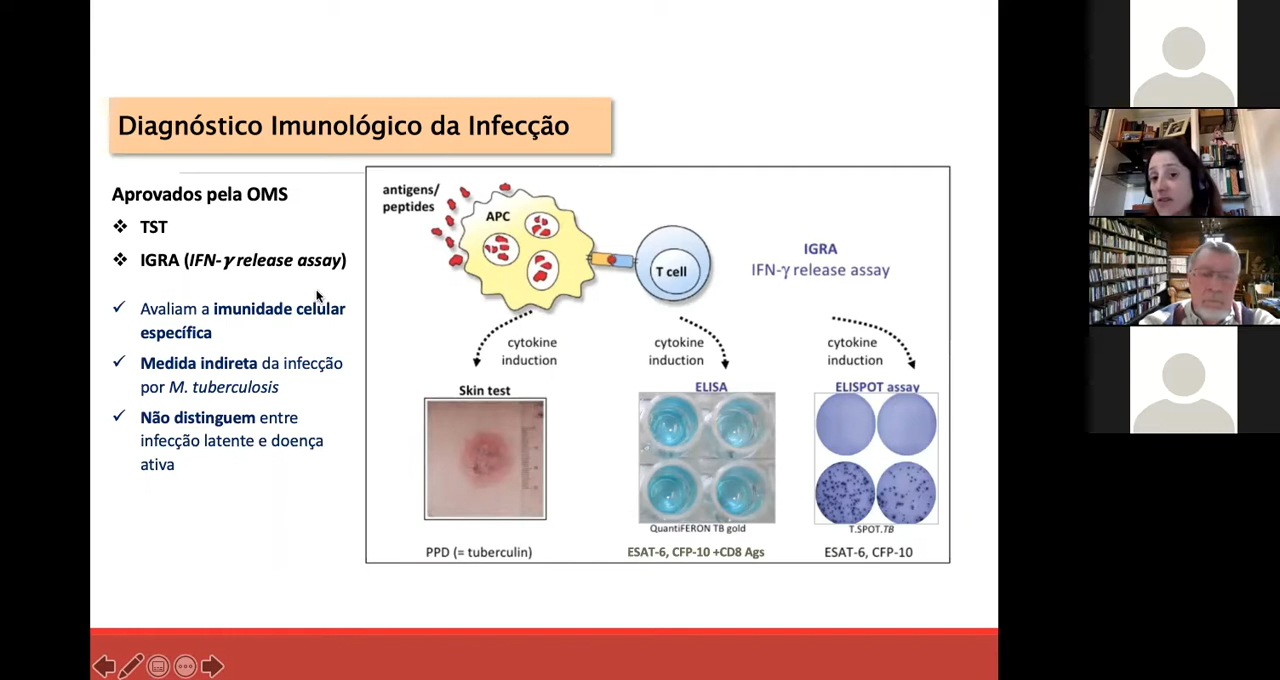 Diagnóstico Imunológico da Infecção
Aprovados pela OMS
❖ TST
❖ IGRA (IFN-γ release assay)
✓ Avaliam a imunidade celular
específica
✓ Medida indireta da infecção
por M. tuberculosis
✓ Não distinguem entre
infecção latente e doença
ativa
antigens/
peptides
APC
T cell
IGRA
IFN-γ release assay
cytokine
induction
cytokine
induction
cytokine
induction
Skin test
ELISA
ELISPOT assay
QuantiFERON TB gold
T.SPOT.TB
PPD (= tuberculin)
ESAT-6, CFP-10 +CD8 Ags
ESAT-6, CFP-10